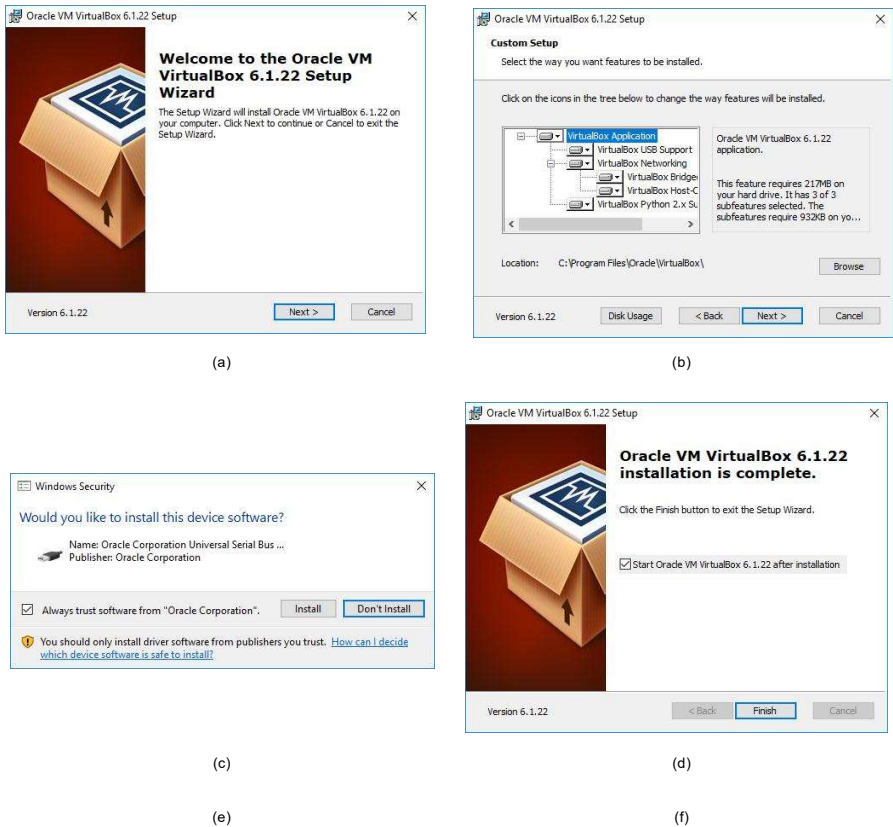 Oracle VM VirtualBox 6.1.22 Setup
Welcome to the Oracle VM
VirtualBox 6.1.22 Setup
Wizard
The Setup Wizard will install Oracle VM VirtualBox 6.1.22 on
your computer. Click Next to continue or Cancel to exit the
Setup Wizard.
Version 6.1.22
Next >
Cancel
(a)
Oracle VM VirtualBox 6.1.22 Setup
Custom Setup
Select the way you want features to be installed.
Click on the icons in the tree below to change the way features will be installed.
VirtualBox Application
VirtualBox USB Support
VirtualBox Networking
VirtualBox Bridge
VirtualBox Host-C
VirtualBox Python 2.x Su
Oracle VM VirtualBox 6.1.22
application.
This feature requires 217MB on
your hard drive. It has 3 of 3
subfeatures selected. The
subfeatures require 932KB on yo...
Location: C:\Program Files\Oracle\VirtualBox\
Browse
Version 6.1.22
Disk Usage
< Back
Next >
Cancel
(b)
Windows Security
Would you like to install this device software?
Name: Oracle Corporation Universal Serial Bus ...
Publisher: Oracle Corporation
Always trust software from "Oracle Corporation".
Install
Don't Install
You should only install driver software from publishers you trust. How can I decide
which device software is safe to install?
(c)
Oracle VM VirtualBox 6.1.22 Setup
Oracle VM VirtualBox 6.1.22
installation is complete.
Click the Finish button to exit the Setup Wizard.
Start Oracle VM VirtualBox 6.1.22 after installation
Version 6.1.22
< Back
Finish
Cancel
(d)
(e)
(f)